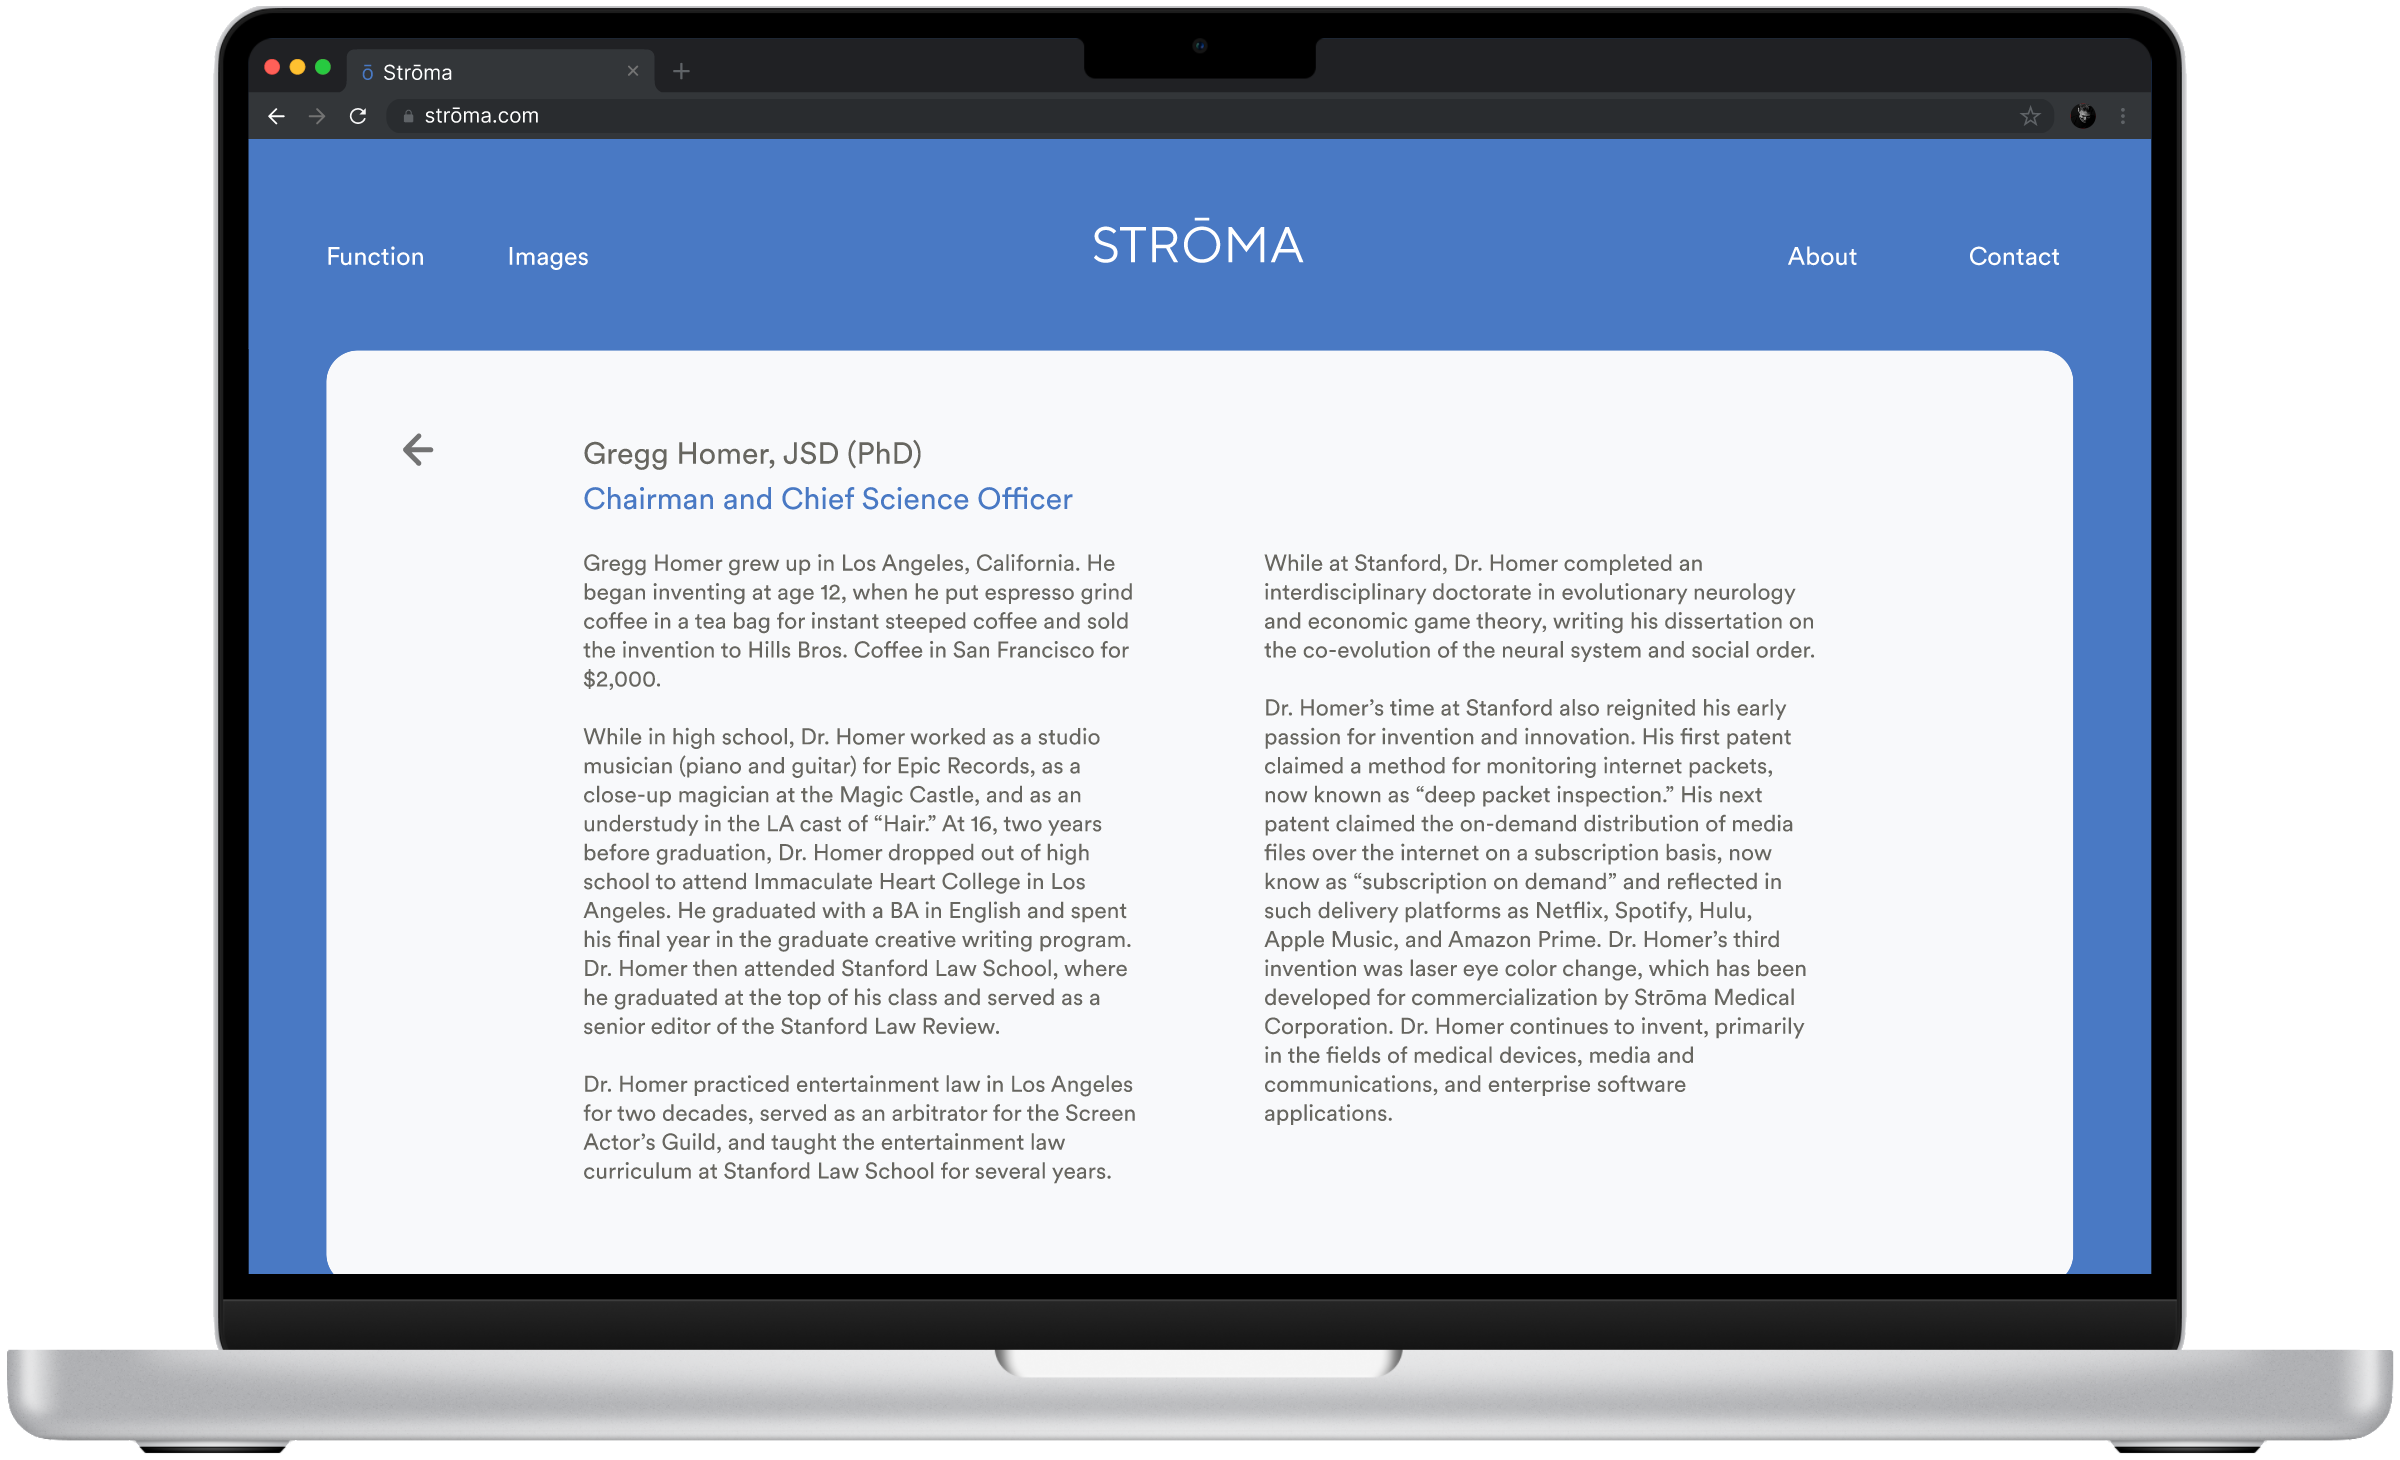 Strōma
strōma.com
Function
Images
STRŌMA
About
Contact
Gregg Homer, JSD (PhD)
Chairman and Chief Science Officer
Gregg Homer grew up in Los Angeles, California. He
began inventing at age 12, when he put espresso grind
coffee in a tea bag for instant steeped coffee and sold
the invention to Hills Bros. Coffee in San Francisco for
$2,000.
While in high school, Dr. Homer worked as a studio
musician (piano and guitar) for Epic Records, as a
close-up magician at the Magic Castle, and as an
understudy in the LA cast of “Hair.” At 16, two years
before graduation, Dr. Homer dropped out of high
school to attend Immaculate Heart College in Los
Angeles. He graduated with a BA in English and spent
his final year in the graduate creative writing program.
Dr. Homer then attended Stanford Law School, where
he graduated at the top of his class and served as a
senior editor of the Stanford Law Review.
Dr. Homer practiced entertainment law in Los Angeles
for two decades, served as an arbitrator for the Screen
Actor’s Guild, and taught the entertainment law
curriculum at Stanford Law School for several years.
While at Stanford, Dr. Homer completed an
interdisciplinary doctorate in evolutionary neurology
and economic game theory, writing his dissertation on
the co-evolution of the neural system and social order.
Dr. Homer’s time at Stanford also reignited his early
passion for invention and innovation. His first patent
claimed a method for monitoring internet packets,
now known as “deep packet inspection.” His next
patent claimed the on-demand distribution of media
files over the internet on a subscription basis, now
know as “subscription on demand” and reflected in
such delivery platforms as Netflix, Spotify, Hulu,
Apple Music, and Amazon Prime. Dr. Homer’s third
invention was laser eye color change, which has been
developed for commercialization by Strōma Medical
Corporation. Dr. Homer continues to invent, primarily
in the fields of medical devices, media and
communications, and enterprise software
applications.